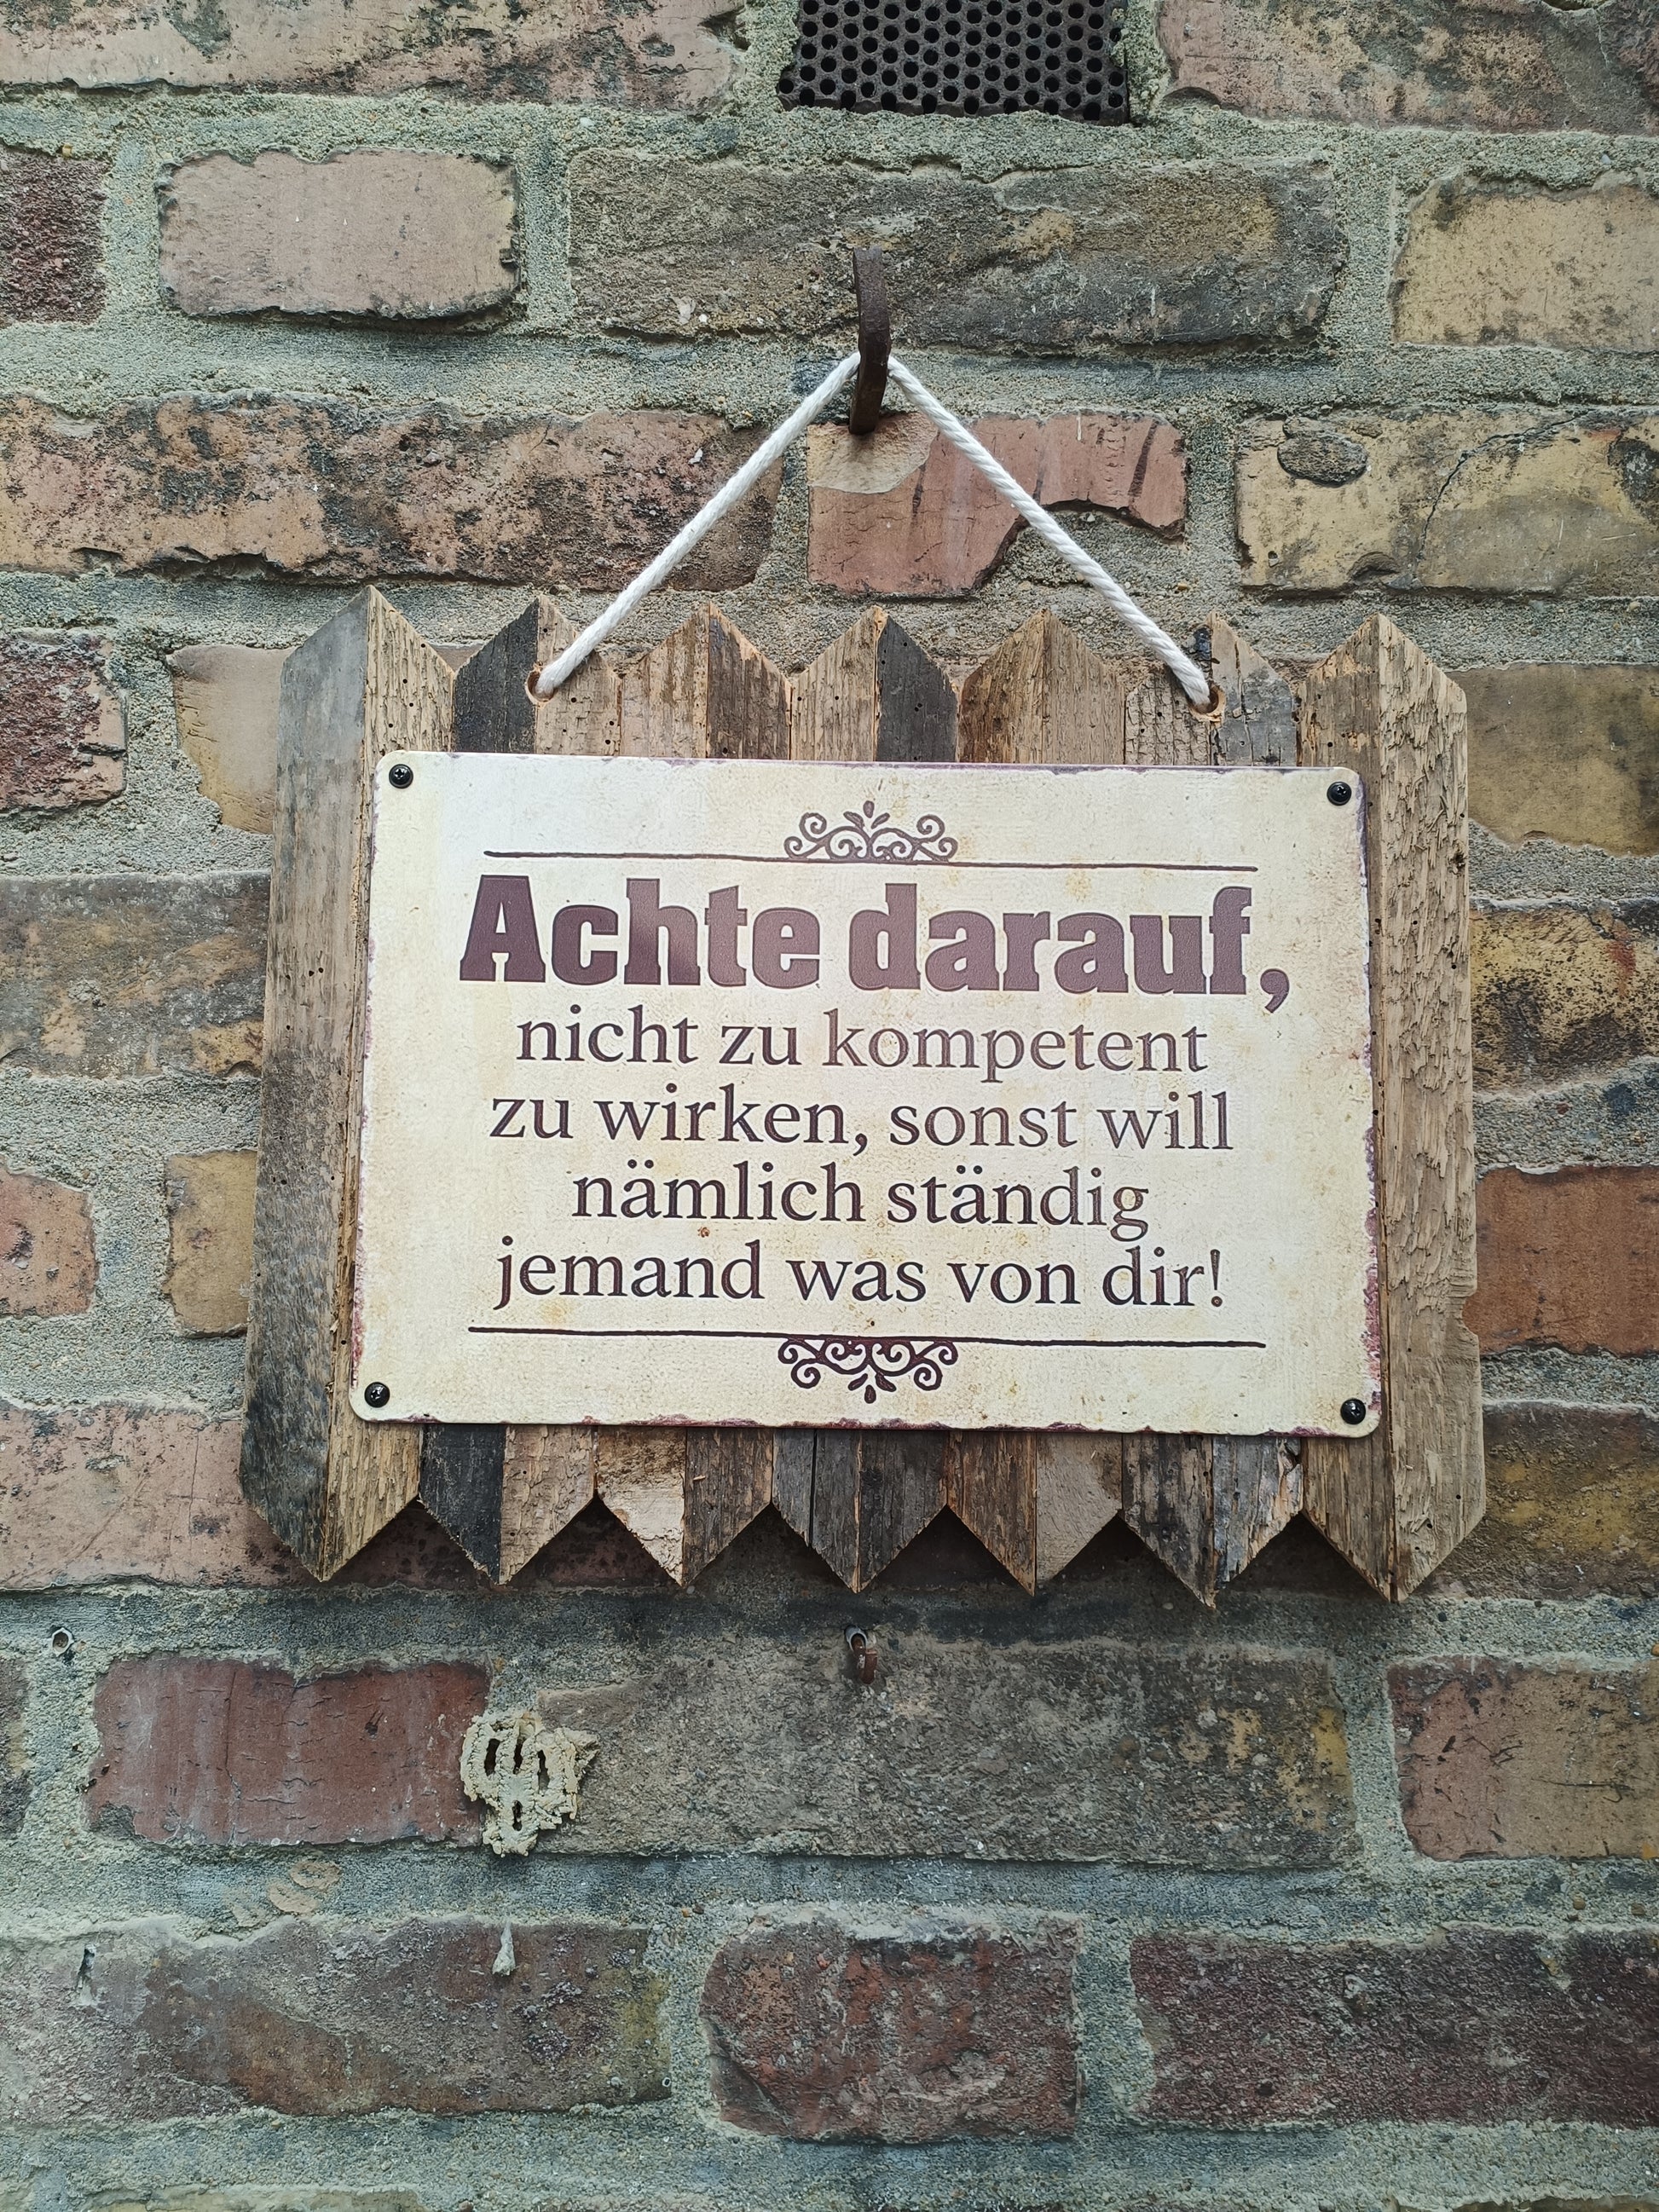 Achte darauf,
nicht zu kompetent
zu wirken, sonst will
nämlich ständig
jemand was von dir!